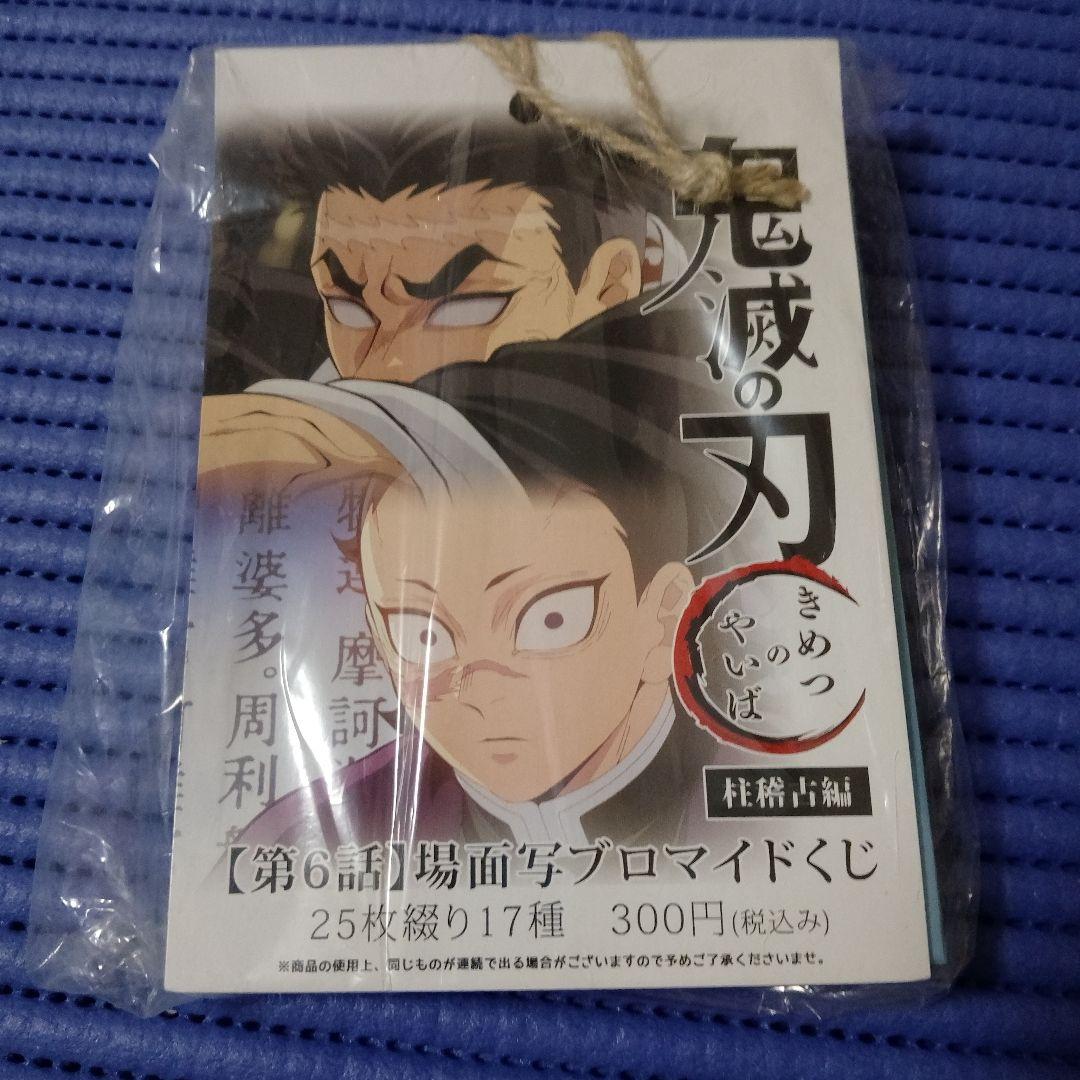 鬼滅の刃
きめつ
の
やいば
柱稽古編
摩訶
離婆多。周利
【第6話】場面写ブロマイドくじ
25枚綴り17種 300円(税込み)
※商品の使用上、同じものが連続で出る場合がございますので予めご了承くださいませ。